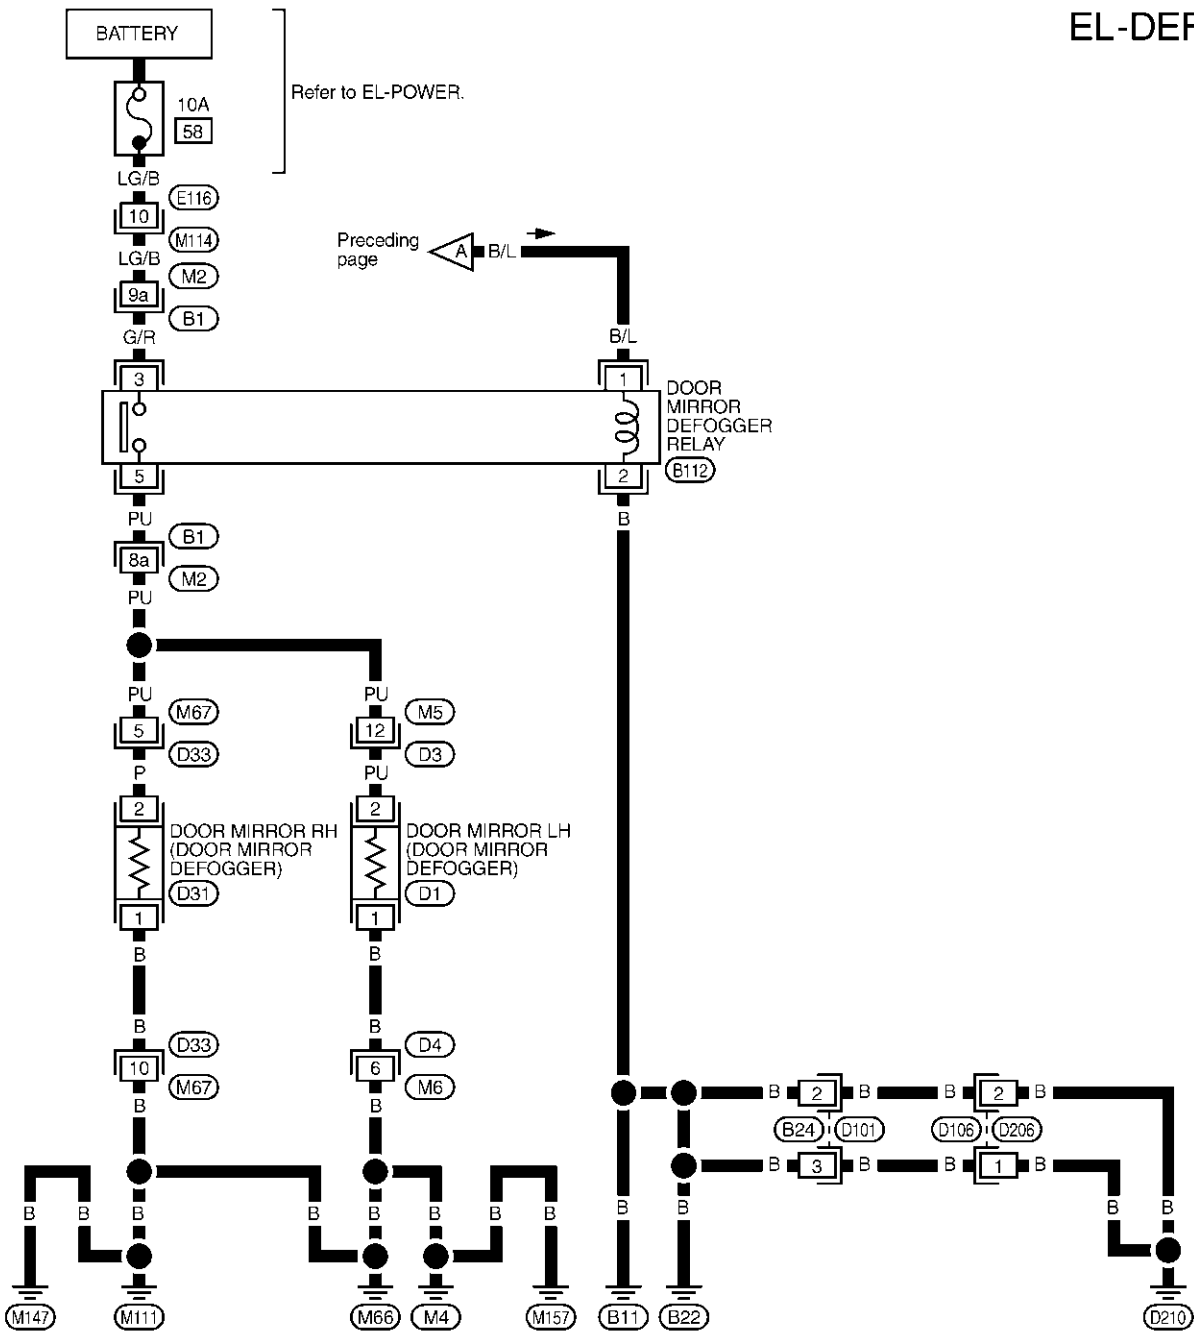 EL-DEF
BATTERY
Refer to EL-POWER.
10A
58
LG/B
E116
10
M114
LG/B
M2
9a
B1
G/R
Preceding
page
A
B/L
B/L
3
1
DOOR
MIRROR
DEFOGGER
RELAY
B112
5
2
PU
B
B1
8a
M2
PU
PU
PU
M67
M5
5
12
D33
D3
P
PU
2
2
DOOR MIRROR RH
(DOOR MIRROR
DEFOGGER)
D31
DOOR MIRROR LH
(DOOR MIRROR
DEFOGGER)
D1
1
1
B
B
B
B
D33
D4
10
6
M67
M6
B
B
B
2
B
B
2
B
B24
D101
D106
D206
B
3
B
B
1
B
B
B
B
B
B
B
B
B
B
B
B
M147
M111
M66
M4
M157
B11
B22
D210